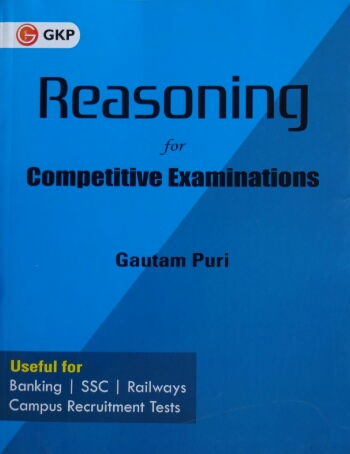 GKP
Reasoning
for
Competitive Examinations
Gautam Puri
Useful for
Banking | SSC | Railways
Campus Recruitment Tests